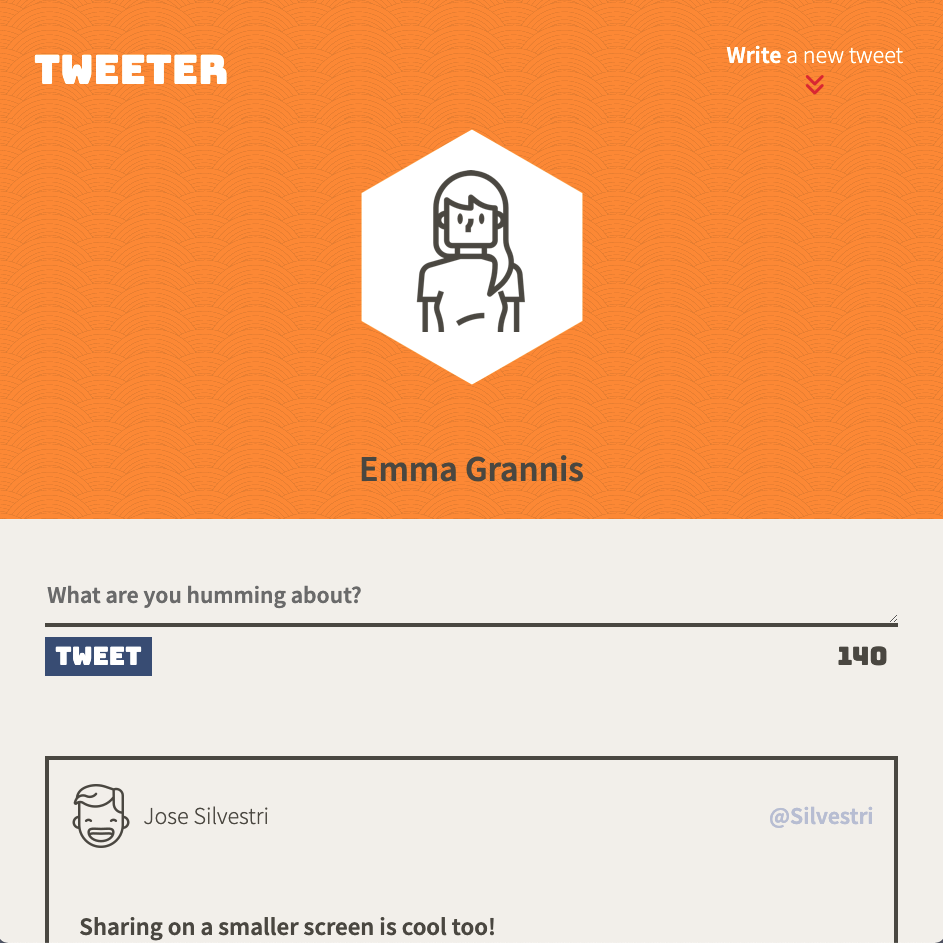 TWEETER
Write a new tweet
Emma Grannis
What are you humming about?
TWEET
140
Jose Silvestri
@Silvestri
Sharing on a smaller screen is cool too!